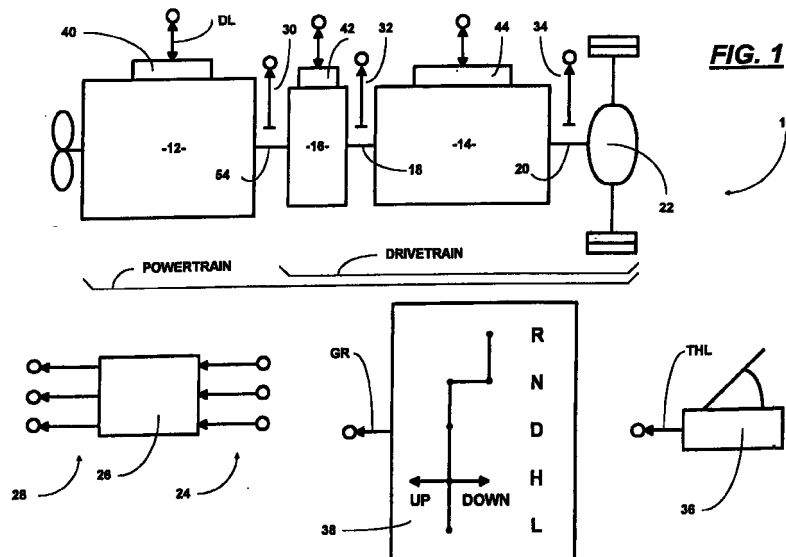 40
DL
30
42
32
44
34
FIG. 1
-12-
-16-
-14-
54
18
20
22
POWERTRAIN
DRIVETRAIN
GR
R
N
D
H
L
UP
DOWN
38
THL
36
28
26
24